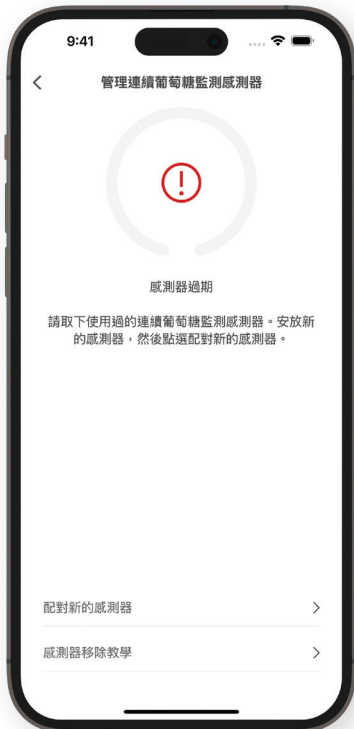 9:41
管理連續葡萄糖監測感測器
感測器過期
請取下使用過的連續葡萄糖監測感測器。安放新
的感測器，然後點選配對新的感測器。
配對新的感測器
感測器移除教學